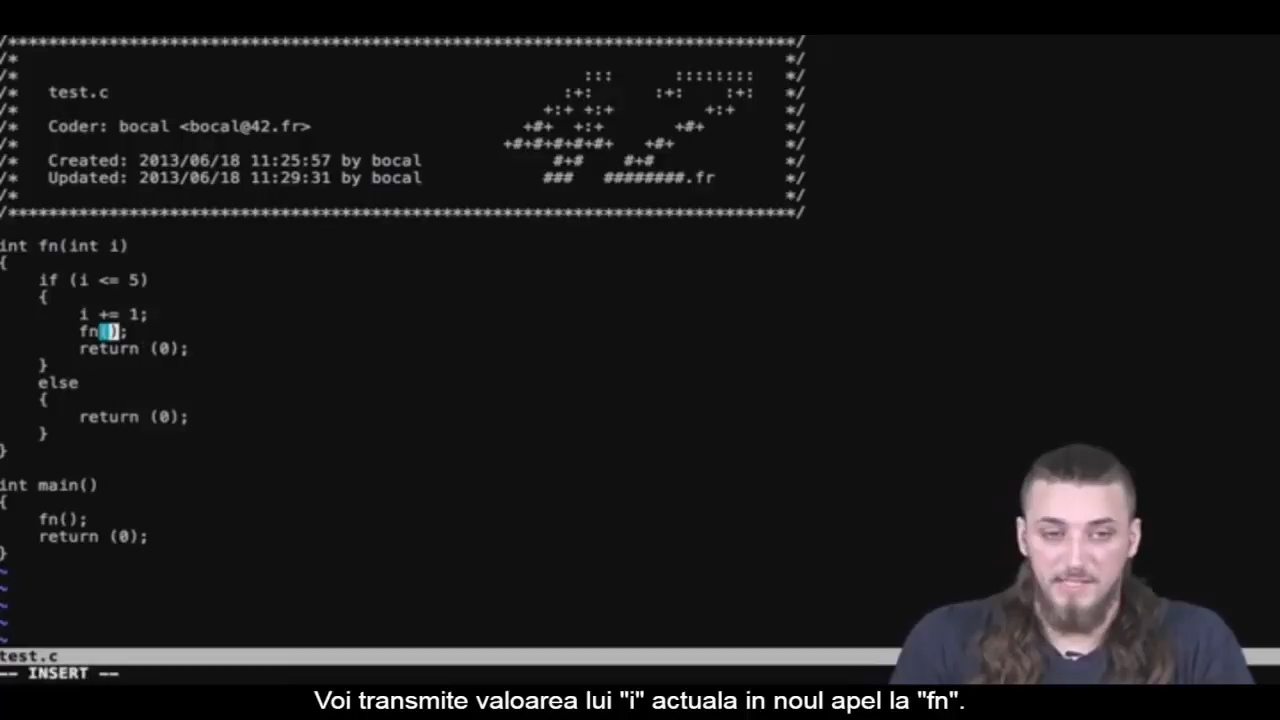 /******************************************************************************/
/*                                                                            */
/*                                                        :::      ::::::::   */
/*   test.c                                             :+:      :+:    :+:   */
/*                                                    +:+ +:+         +:+     */
/*   Coder: bocal <bocal@42.fr>                     +#+  +:+       +#+        */
/*                                                +#+#+#+#+#+   +#+           */
/*   Created: 2013/06/18 11:25:57 by bocal             #+#    #+#             */
/*   Updated: 2013/06/18 11:29:31 by bocal            ###   ########.fr       */
/*                                                                            */
/******************************************************************************/
int fn(int i)
{
    if (i <= 5)
    {
        i += 1;
        fn();
        return (0);
    }
    else
    {
        return (0);
    }
}
int main()
{
    fn();
    return (0);
}
~
~
~
~
~
test.c
-- INSERT --
Voi transmite valoarea lui "i" actuala in noul apel la "fn".